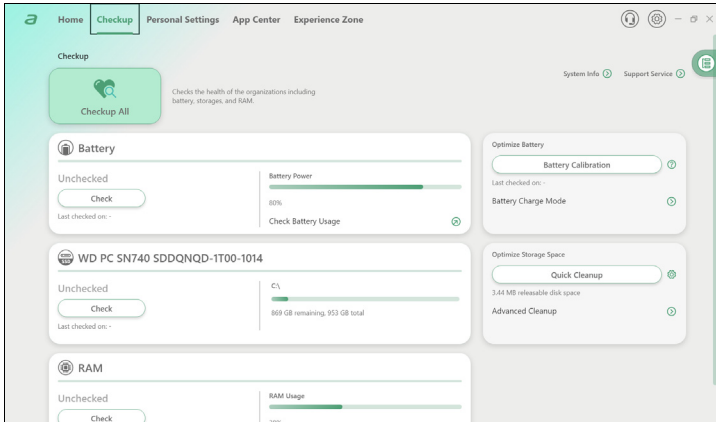 Home Checkup Personal Settings App Center Experience Zone
Checkup
System Info Support Service
Checkup All
Checks the health of the organizations including
battery, storages, and RAM.
Battery
Unchecked
Check
Last checked on: -
Battery Power
80%
Check Battery Usage
Optimize Battery
Battery Calibration
Last checked on: -
Battery Charge Mode
WD PC SN740 SDDQNQD-1T00-1014
Unchecked
Check
Last checked on: -
C:\
869 GB remaining, 953 GB total
Optimize Storage Space
Quick Cleanup
3.44 MB releasable disk space
Advanced Cleanup
RAM
Unchecked
Check
RAM Usage